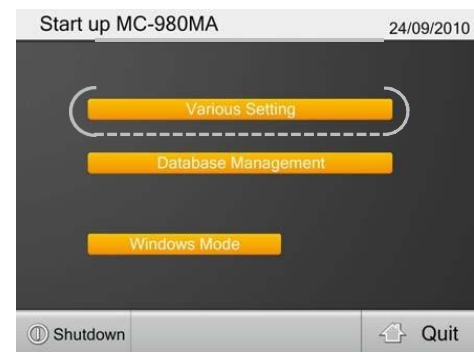 Start up MC-980MA
24/09/2010
Various Setting
Database Management
Windows Mode
Shutdown
Quit